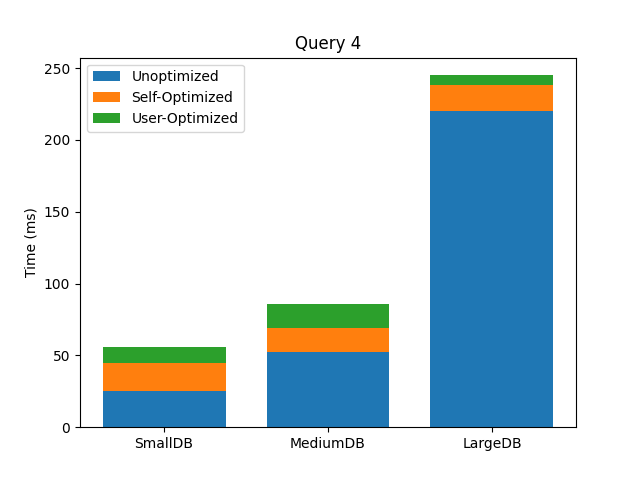 Query 4
Unoptimized
Self-Optimized
User-Optimized
Time (ms)
250
200
150
100
50
0
SmallDB
MediumDB
LargeDB